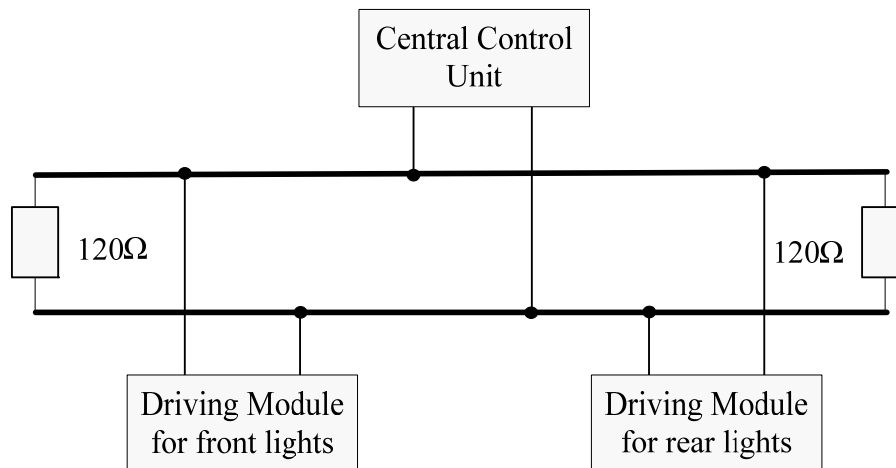 Central Control
Unit
120Ω
120Ω
Driving Module
for front lights
Driving Module
for rear lights